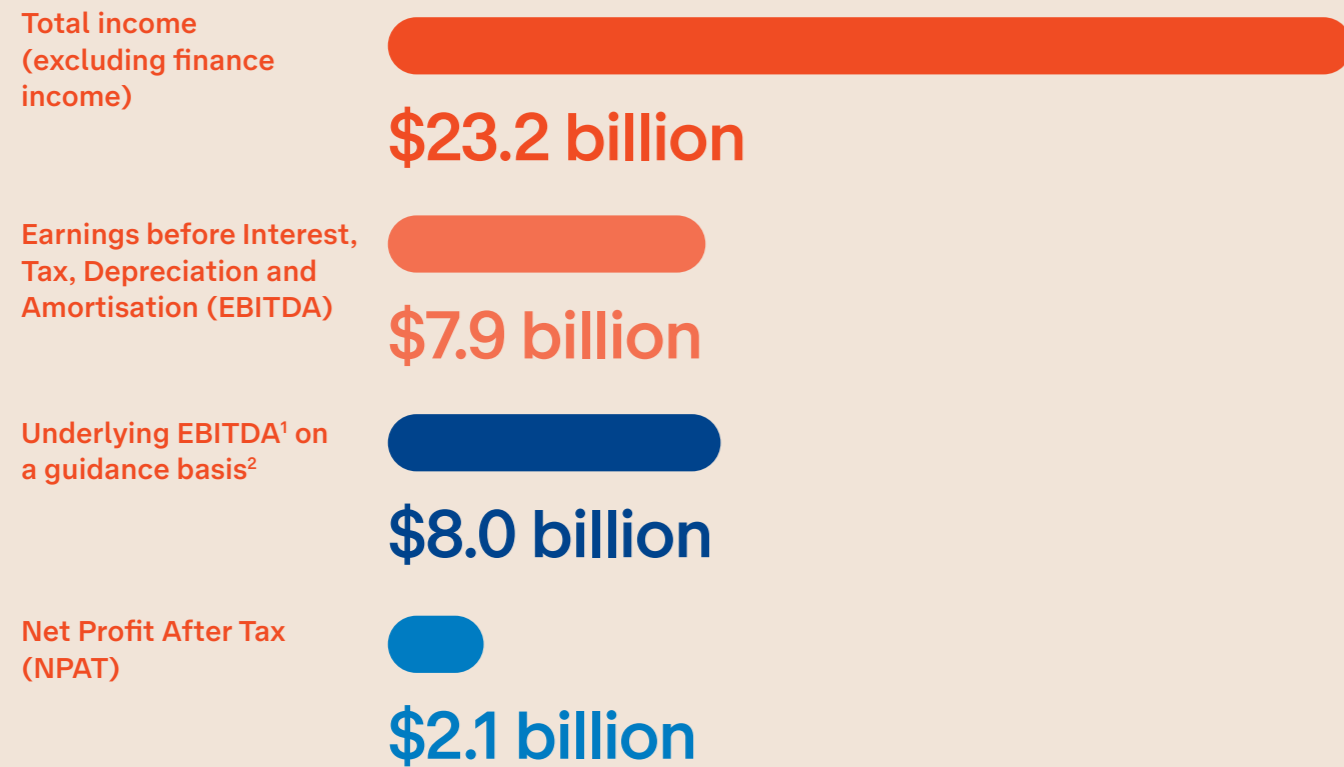 Total income
(excluding finance
income)
$23.2 billion
Earnings before Interest,
Tax, Depreciation and
Amortisation (EBITDA)
$7.9 billion
Underlying EBITDA¹ on
a guidance basis²
$8.0 billion
Net Profit After Tax
(NPAT)
$2.1 billion